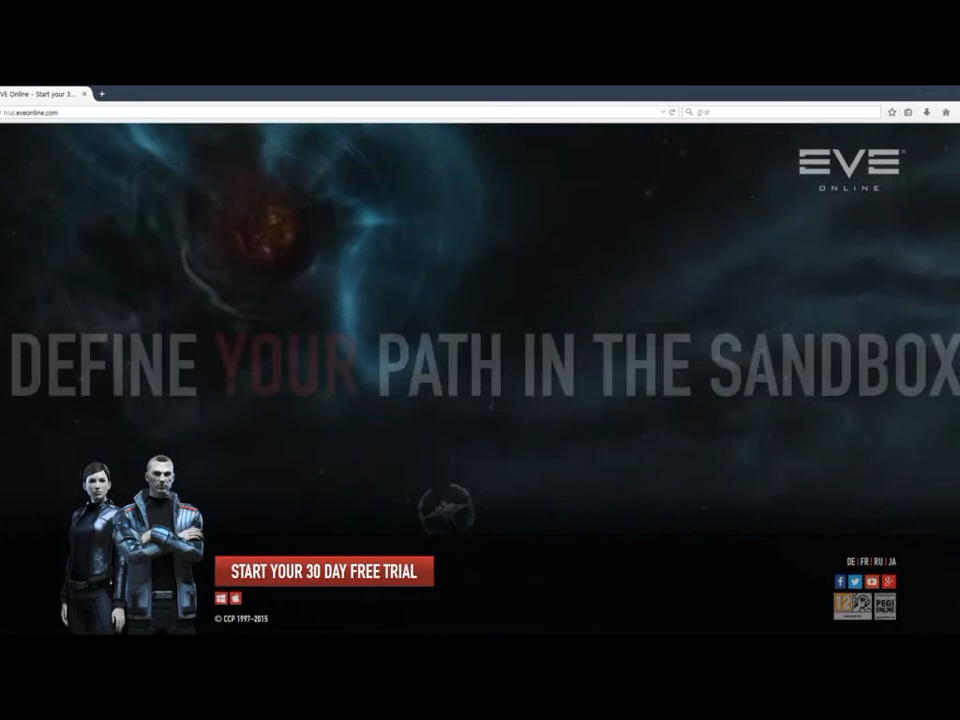 VE Online - Start your 3...
trial.eveonline.com
검색
EVE
ONLINE
DEFINE YOUR PATH IN THE SANDBOX
START YOUR 30 DAY FREE TRIAL
DE | FR | RU | JA
12
PEGI
ONLINE
© CCP 1997-2015